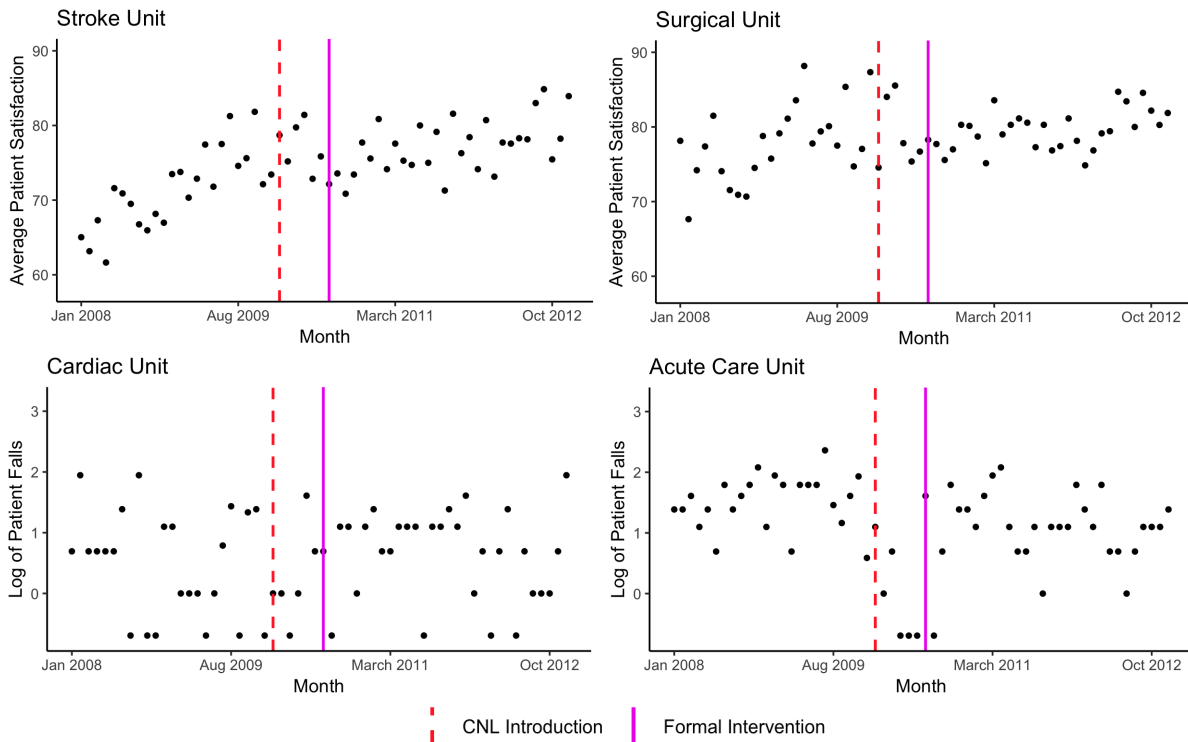 Stroke Unit
Average Patient Satisfaction
90
80
70
60
Jan 2008 Aug 2009 March 2011 Oct 2012
Month
Surgical Unit
Average Patient Satisfaction
90
80
70
60
Jan 2008 Aug 2009 March 2011 Oct 2012
Month
Cardiac Unit
Log of Patient Falls
3
2
1
0
Jan 2008 Aug 2009 March 2011 Oct 2012
Month
Acute Care Unit
Log of Patient Falls
3
2
1
0
Jan 2008 Aug 2009 March 2011 Oct 2012
Month
CNL Introduction Formal Intervention